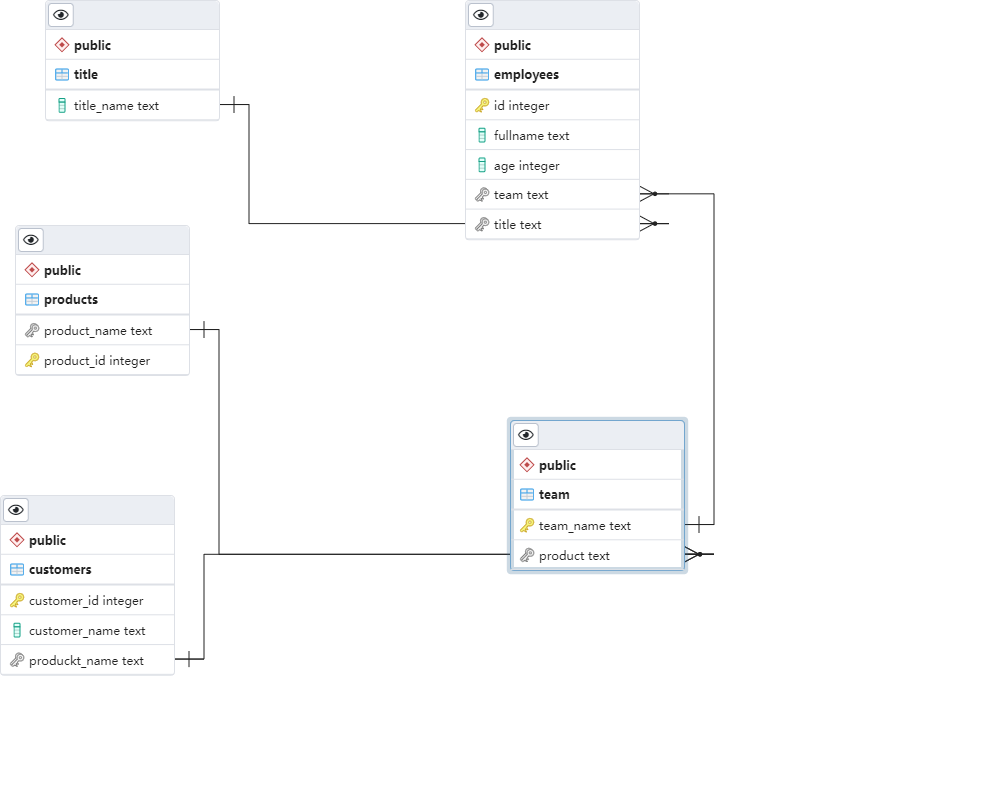 public
title
title_name text
public
employees
id integer
fullname text
age integer
team text
title text
public
products
product_name text
product_id integer
public
team
team_name text
product text
public
customers
customer_id integer
customer_name text
produckt_name text